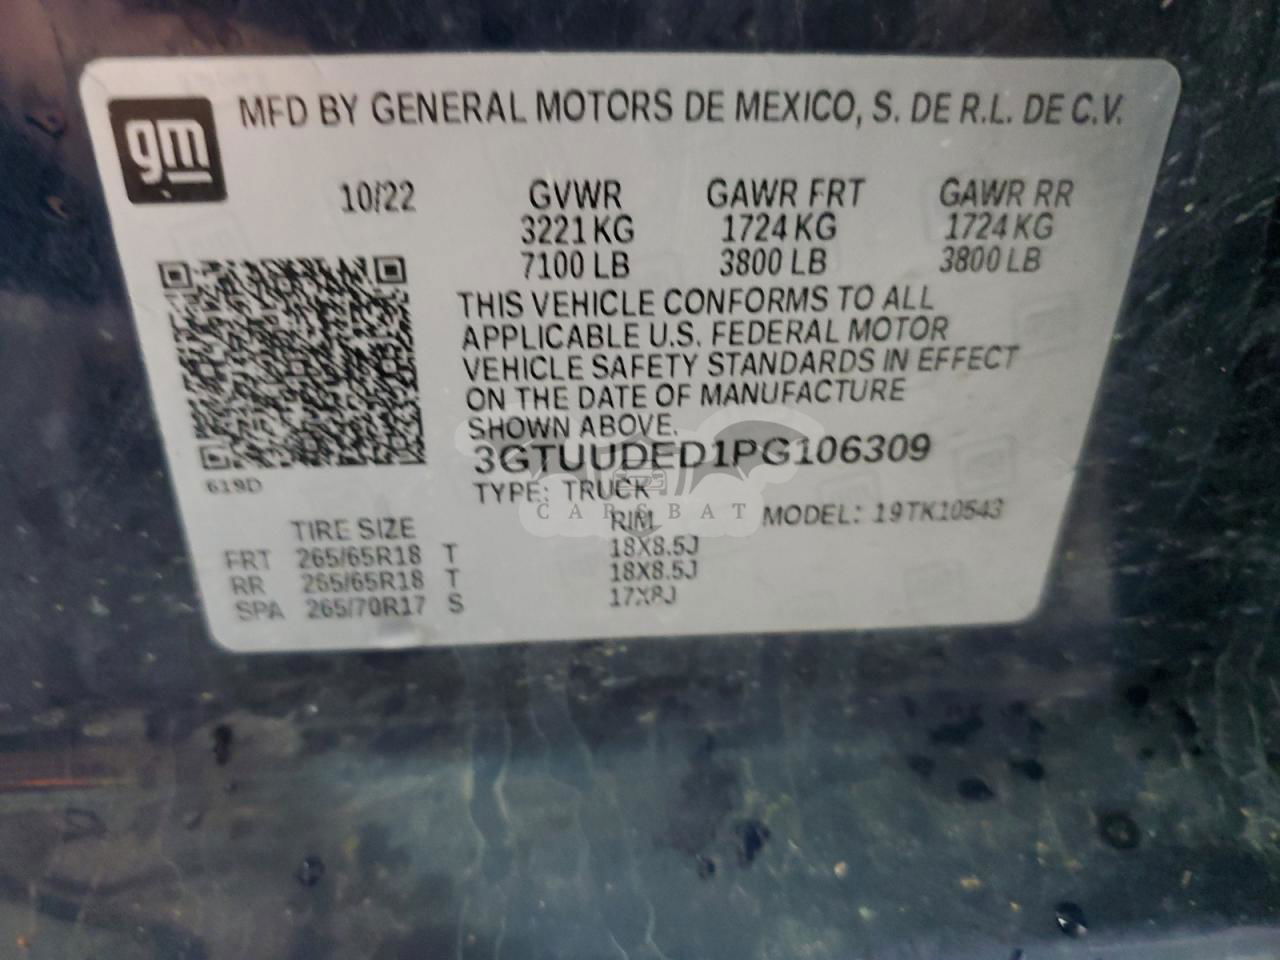 gm
MFD BY GENERAL MOTORS DE MEXICO, S. DE R.L. DE C.V.
10/22 GVWR GAWR FRT GAWR RR
3221 KG 1724 KG 1724 KG
7100 LB 3800 LB 3800 LB
THIS VEHICLE CONFORMS TO ALL
APPLICABLE U.S. FEDERAL MOTOR
VEHICLE SAFETY STANDARDS IN EFFECT
ON THE DATE OF MANUFACTURE
SHOWN ABOVE.
3GTUUDED1PG106309
619D
TYPE: TRUCK
CARSBAT
TIRE SIZE RIM MODEL: 19TK10543
FRT 265/65R18 T 18X8.5J
RR 265/65R18 T 18X8.5J
SPA 265/70R17 S 17X8J